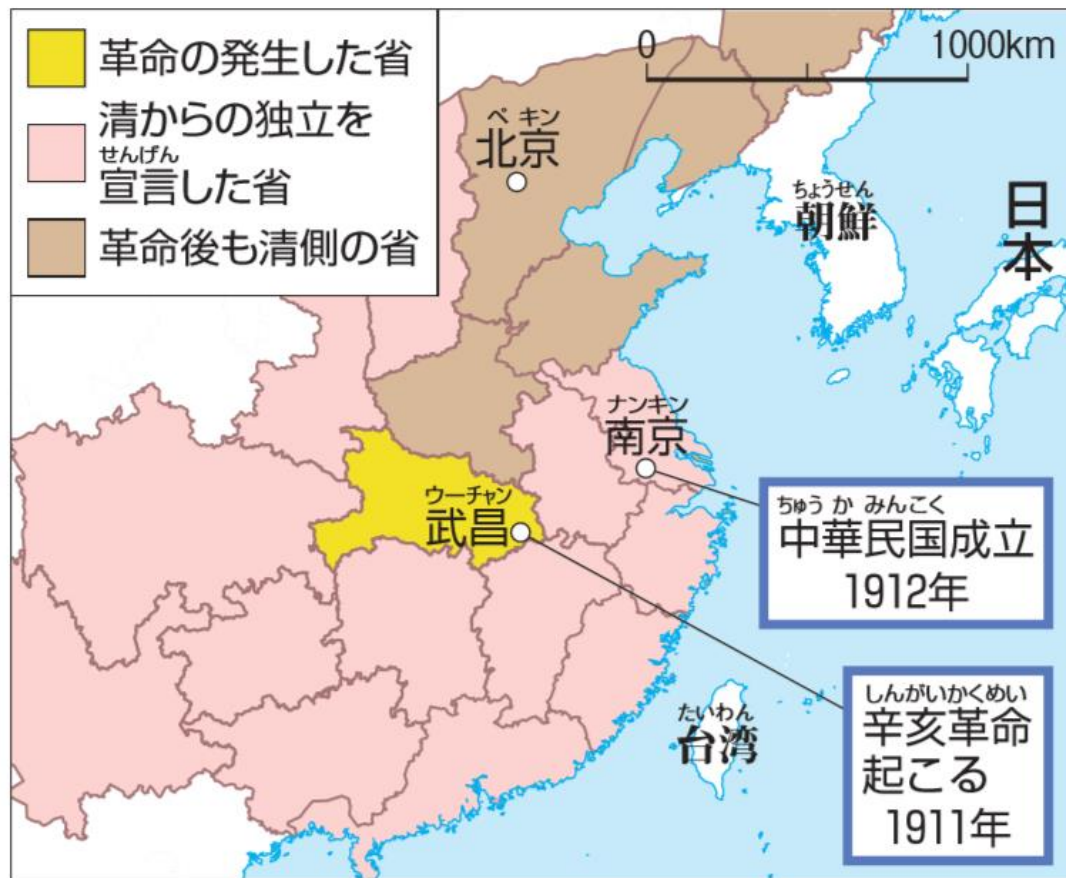 革命の発生した省
清からの独立を
せんげん
宣言した省
革命後も清側の省
0 1000km
ペキン
北京
ちょうせん
朝鮮
日本
ナンキン
南京
ウーチャン
武昌
ちゅうかみんこく
中華民国成立
1912年
たいわん
台湾
しんがいかくめい
辛亥革命
起こる
1911年